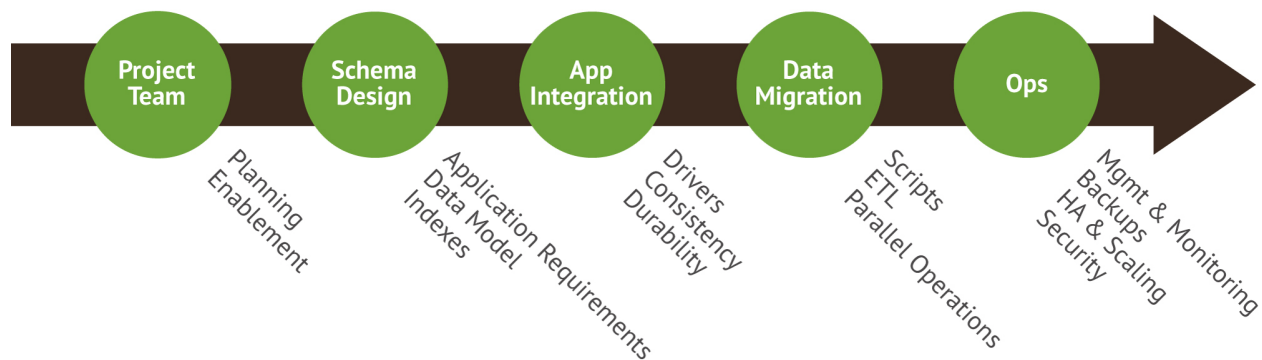 Project
Team
Planning
Enablement
Schema
Design
Application Requirements
Data Model
Indexes
App
Integration
Drivers
Consistency
Durability
Data
Migration
Scripts
ETL
Parallel Operations
Ops
Mgmt & Monitoring
Backups
HA & Scaling
Security